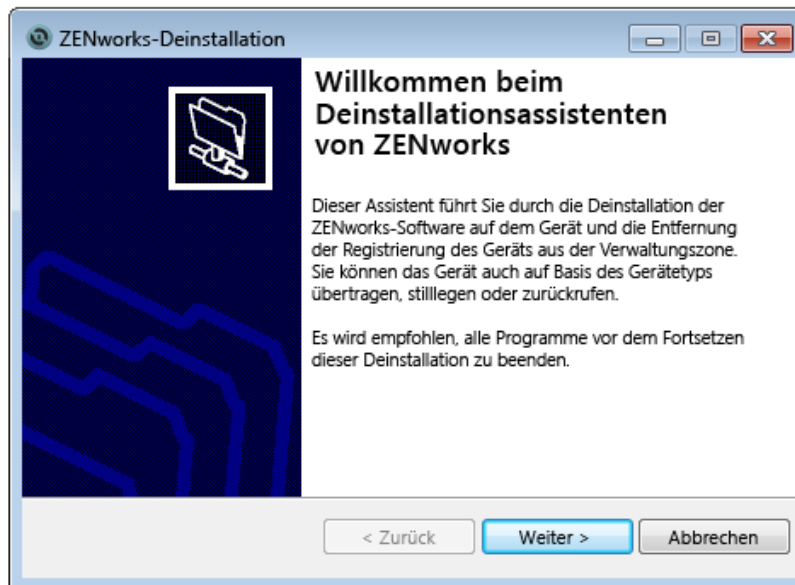 ZENworks-Deinstallation
Willkommen beim
Deinstallationsassistenten
von ZENworks
Dieser Assistent führt Sie durch die Deinstallation der
ZENworks-Software auf dem Gerät und die Entfernung
der Registrierung des Geräts aus der Verwaltungszone.
Sie können das Gerät auch auf Basis des Gerätetyps
übertragen, stilllegen oder zurückrufen.
Es wird empfohlen, alle Programme vor dem Fortsetzen
dieser Deinstallation zu beenden.
< Zurück Weiter > Abbrechen